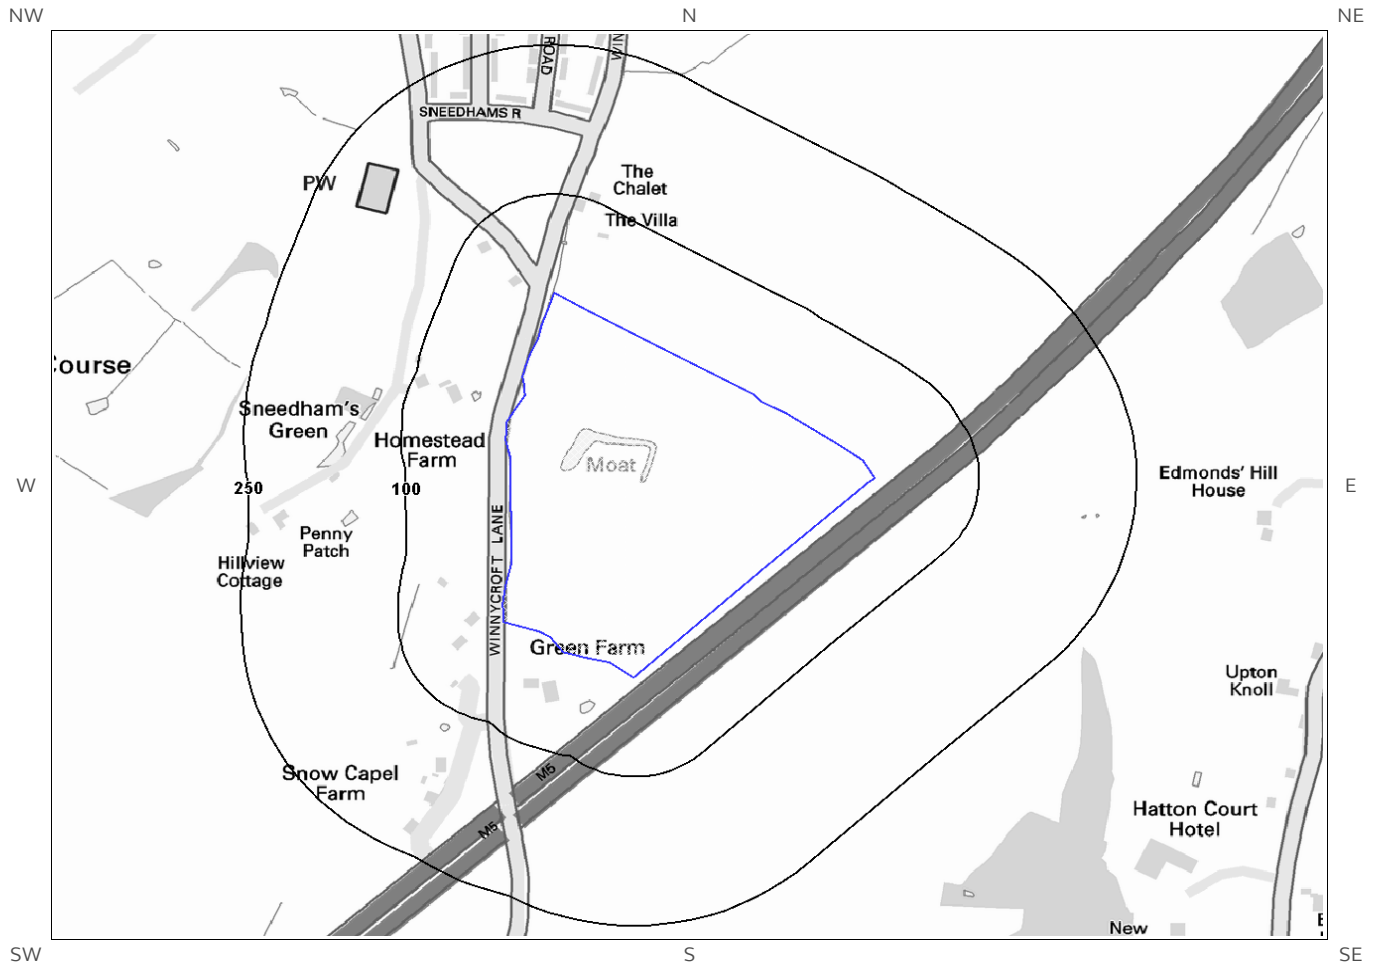 NW
N
NE
ROAD
WIN
SNEEDHAMS R
PW
The
Chalet
The Villa
ourse
Sneedham's
Green
Homestead
Farm
Moat
W
250
100
E
Edmonds' Hill
House
Penny
Patch
Hillview
Cottage
WINNYCROFT LANE
Green Farm
Upton
Knoll
Snow Capel
Farm
M5
M5
Hatton Court
Hotel
New
SW
S
SE